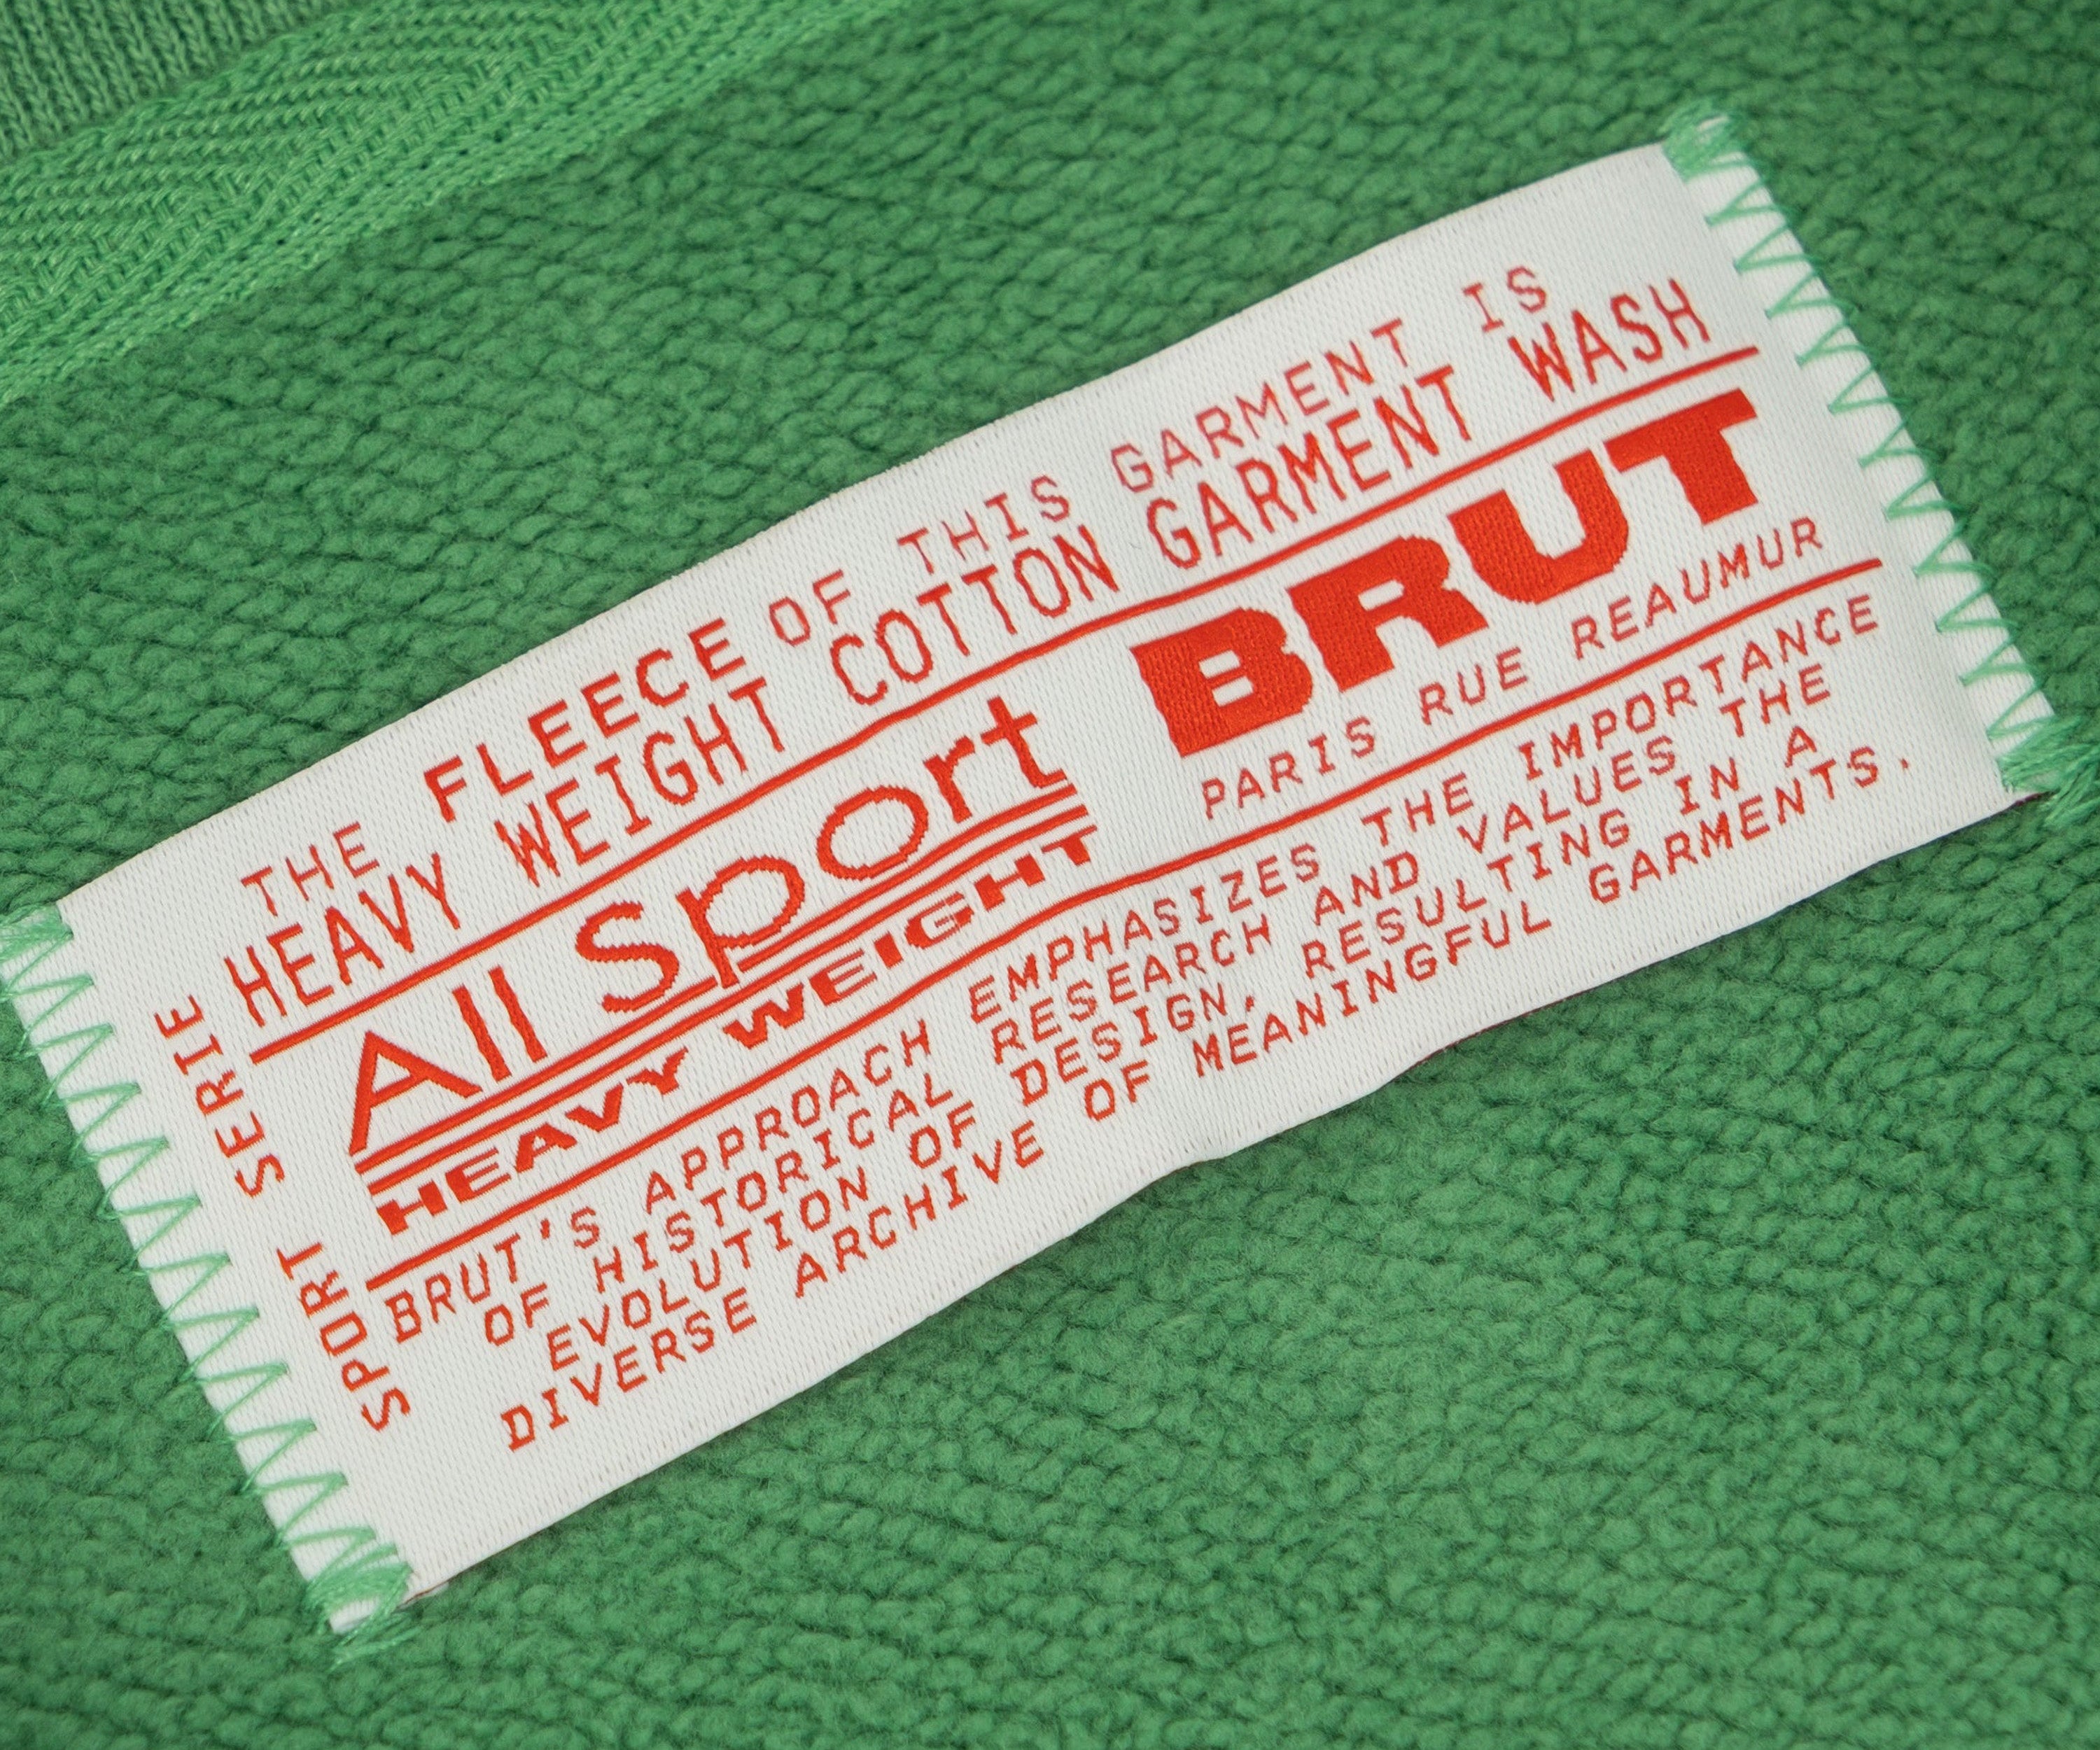 THE FLEECE OF THIS GARMENT IS
HEAVY WEIGHT COTTON GARMENT WASH
SPORT SERIE
All Sport
HEAVY WEIGHT
BRUT
PARIS RUE REAUMUR
BRUT'S APPROACH EMPHASIZES THE IMPORTANCE
OF HISTORICAL RESEARCH AND VALUES THE
EVOLUTION OF DESIGN, RESULTING IN A
DIVERSE ARCHIVE OF MEANINGFUL GARMENTS.